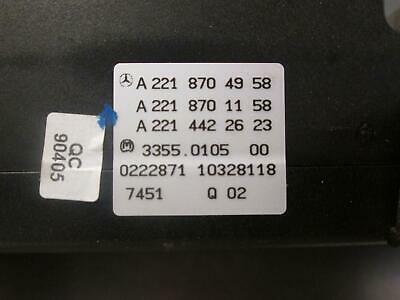 A 221 870 49 58
A 221 870 11 58
A 221 442 26 23
M 3355.0105 00
0222871 10328118
7451 Q 02
QC
90405